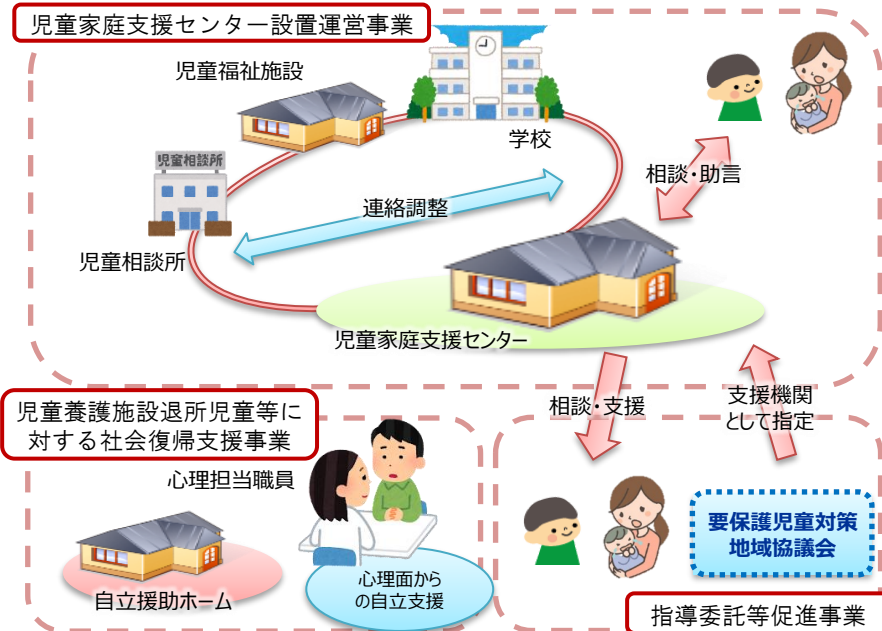 児童家庭支援センター設置運営事業
児童福祉施設
学校
児童相談所
相談・助言
連絡調整
児童相談所
児童家庭支援センター
相談・支援
支援機関
として指定
児童養護施設退所児童等に
対する社会復帰支援事業
心理担当職員
自立援助ホーム
心理面から
の自立支援
要保護児童対策
地域協議会
指導委託等促進事業